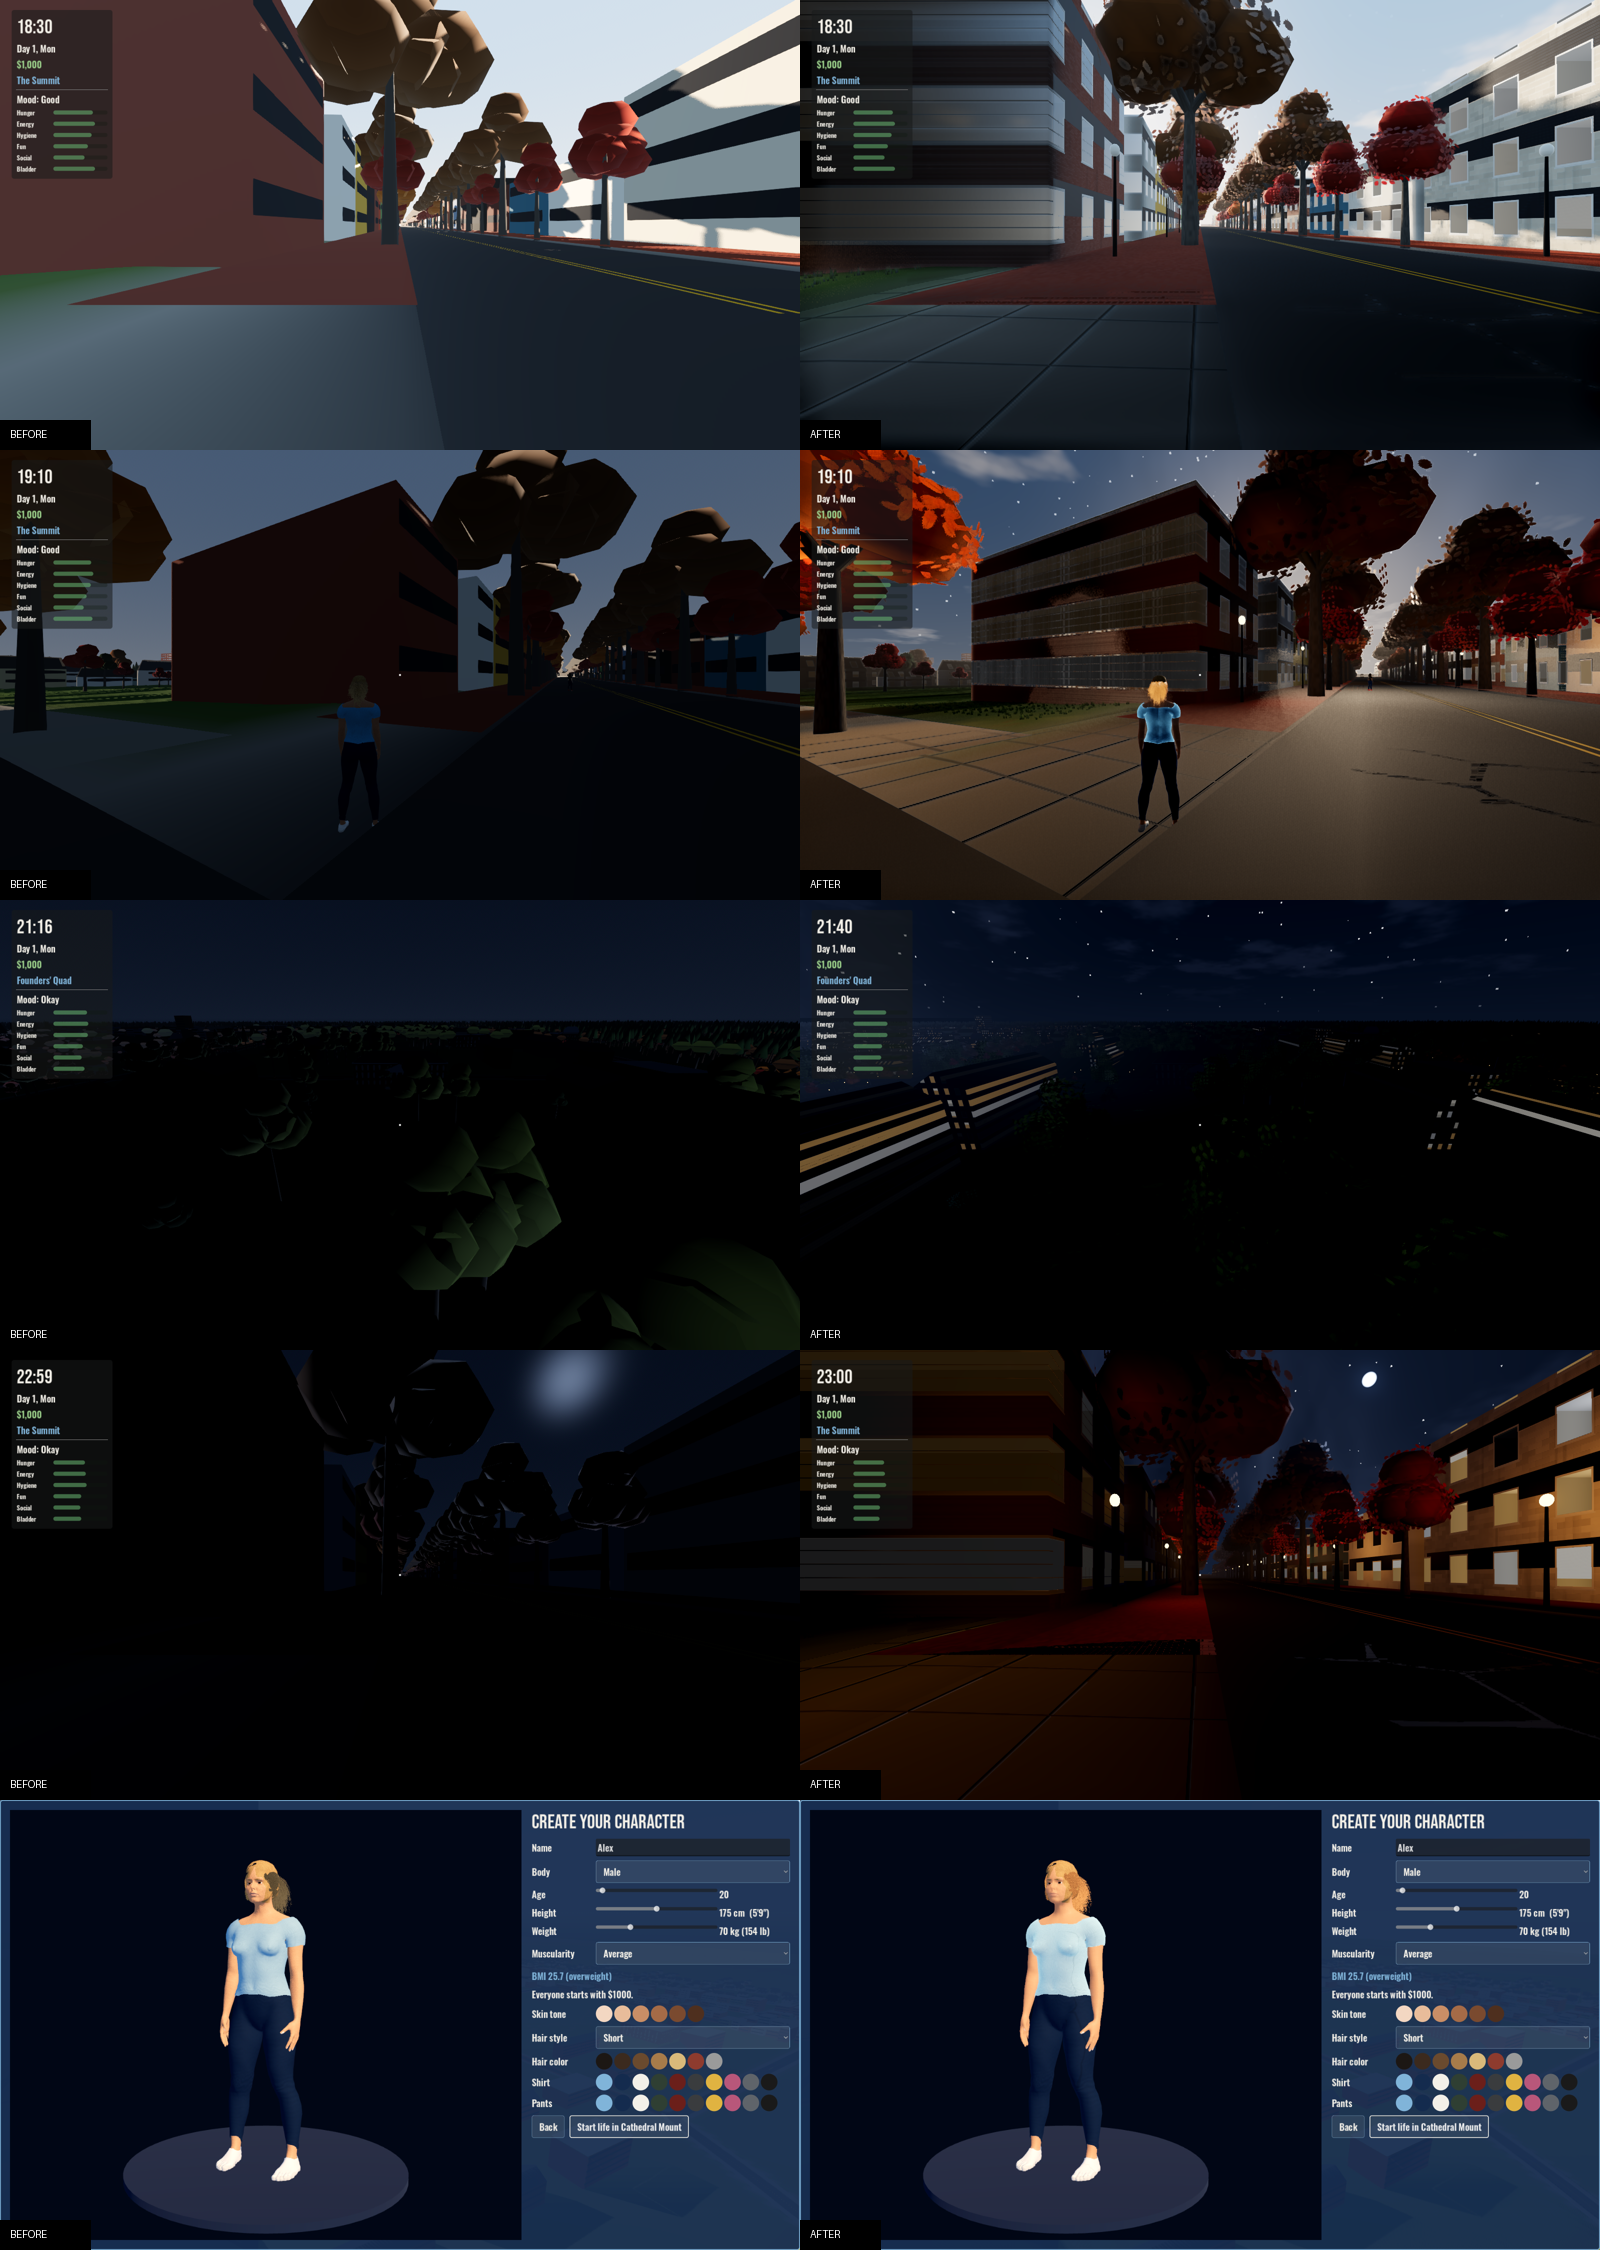 18:30
Day 1, Mon
$1,000
The Summit
Mood: Good
Hunger
Energy
Hygiene
Fun
Social
Bladder
BEFORE
18:30
Day 1, Mon
$1,000
The Summit
Mood: Good
Hunger
Energy
Hygiene
Fun
Social
Bladder
AFTER
19:10
Day 1, Mon
$1,000
The Summit
Mood: Good
Hunger
Energy
Hygiene
Fun
Social
Bladder
BEFORE
19:10
Day 1, Mon
$1,000
The Summit
Mood: Good
Hunger
Energy
Hygiene
Fun
Social
Bladder
AFTER
21:16
Day 1, Mon
$1,000
Founders' Quad
Mood: Okay
Hunger
Energy
Hygiene
Fun
Social
Bladder
BEFORE
21:40
Day 1, Mon
$1,000
Founders' Quad
Mood: Okay
Hunger
Energy
Hygiene
Fun
Social
Bladder
AFTER
22:59
Day 1, Mon
$1,000
The Summit
Mood: Okay
Hunger
Energy
Hygiene
Fun
Social
Bladder
BEFORE
23:00
Day 1, Mon
$1,000
The Summit
Mood: Okay
Hunger
Energy
Hygiene
Fun
Social
Bladder
AFTER
CREATE YOUR CHARACTER
Name Alex
Body Male
Age 20
Height 175 cm (5'9")
Weight 70 kg (154 lb)
Muscularity Average
BMI 25.7 (overweight)
Everyone starts with $1000.
Skin tone
Hair style Short
Hair color
Shirt
Pants
Back Start life in Cathedral Mount
BEFORE
CREATE YOUR CHARACTER
Name Alex
Body Male
Age 20
Height 175 cm (5'9")
Weight 70 kg (154 lb)
Muscularity Average
BMI 25.7 (overweight)
Everyone starts with $1000.
Skin tone
Hair style Short
Hair color
Shirt
Pants
Back Start life in Cathedral Mount
AFTER